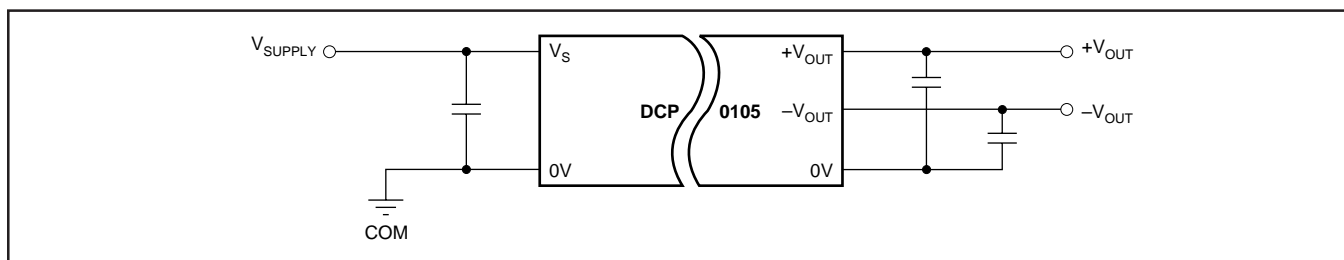 V_SUPPLY
V_S
DCP 0105
+V_OUT
+V_OUT
–V_OUT
–V_OUT
0V
0V
COM